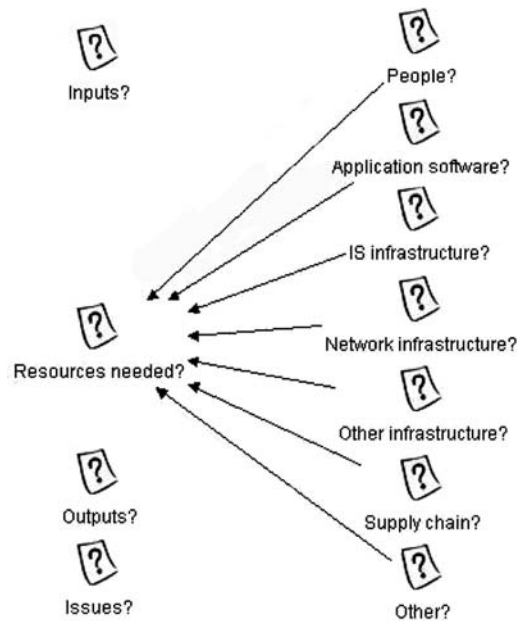 Inputs?
People?
Application software?
IS infrastructure?
Resources needed?
Network infrastructure?
Other infrastructure?
Outputs?
Supply chain?
Issues?
Other?